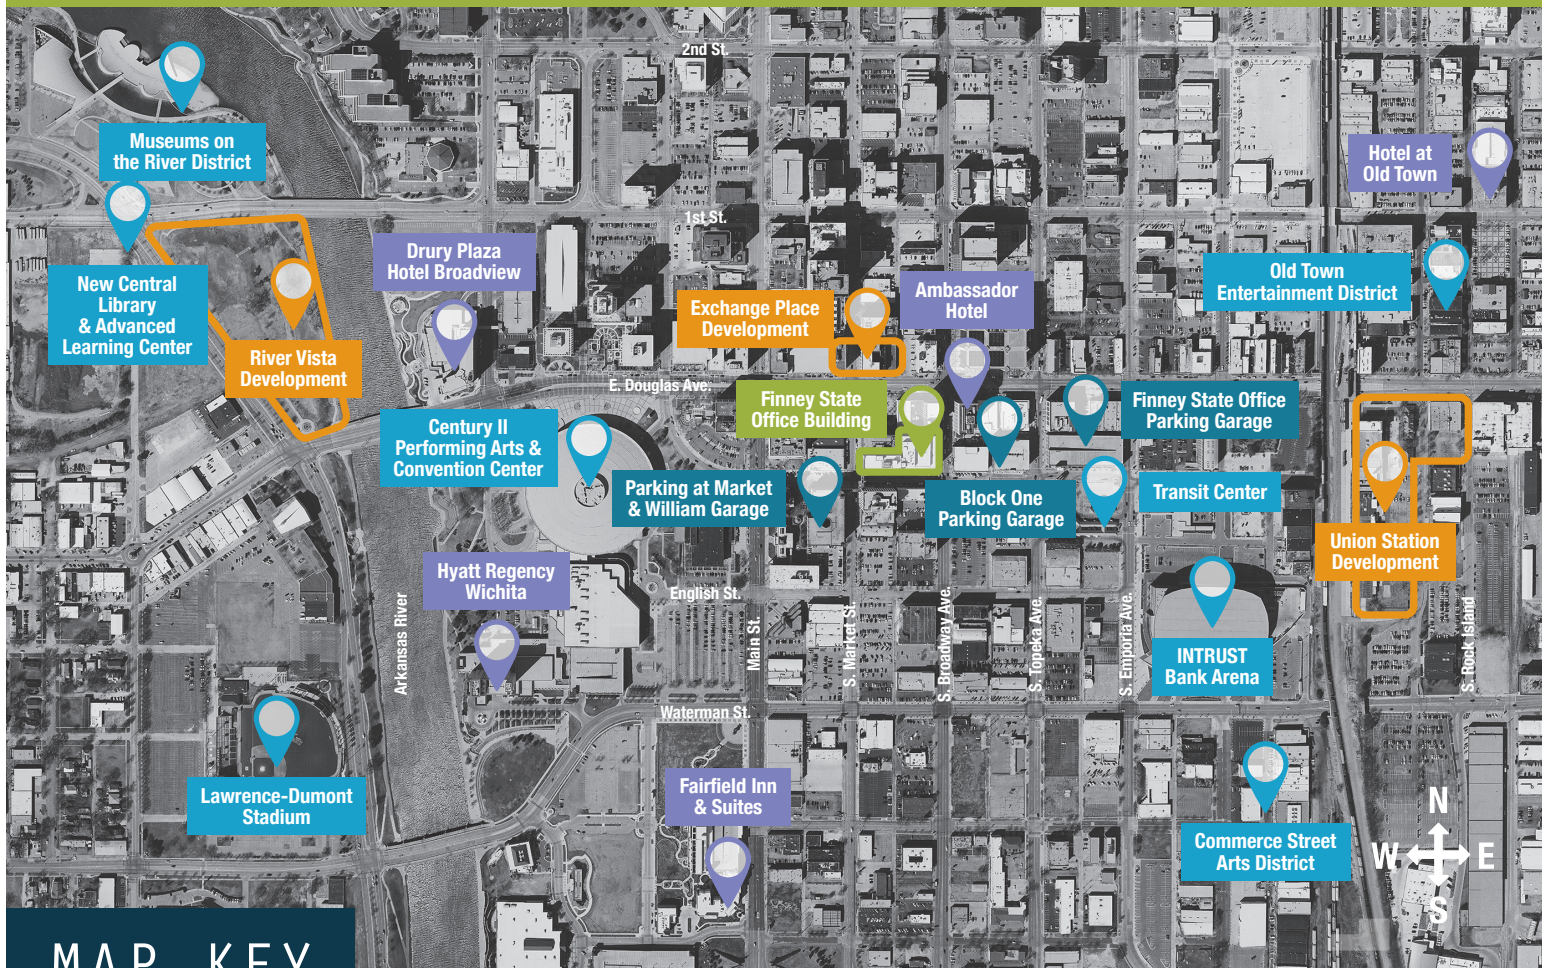 2nd St.
Museums on
the River District
Hotel at
Old Town
1st St.
Drury Plaza
Hotel Broadview
New Central
Library
& Advanced
Learning Center
Old Town
Entertainment District
Ambassador
Hotel
Exchange Place
Development
River Vista
Development
E. Douglas Ave.
Finney State
Office Building
Finney State Office
Parking Garage
Century II
Performing Arts &
Convention Center
Parking at Market
& William Garage
Block One
Parking Garage
Transit Center
Union Station
Development
Hyatt Regency
Wichita
English St.
Arkansas River
Main St.
S. Market St.
S. Broadway Ave.
S. Topeka Ave.
S. Emporia Ave.
S. Rock Island
INTRUST
Bank Arena
Waterman St.
Lawrence-Dumont
Stadium
Fairfield Inn
& Suites
Commerce Street
Arts District
N
W E
S
MAP KEY